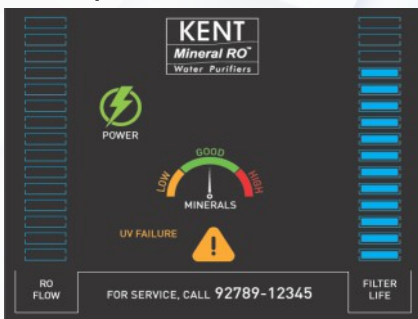 KENT
Mineral RO™
Water Purifiers
POWER
LOW GOOD HIGH
MINERALS
UV FAILURE
RO
FLOW
FOR SERVICE, CALL 92789-12345
FILTER
LIFE